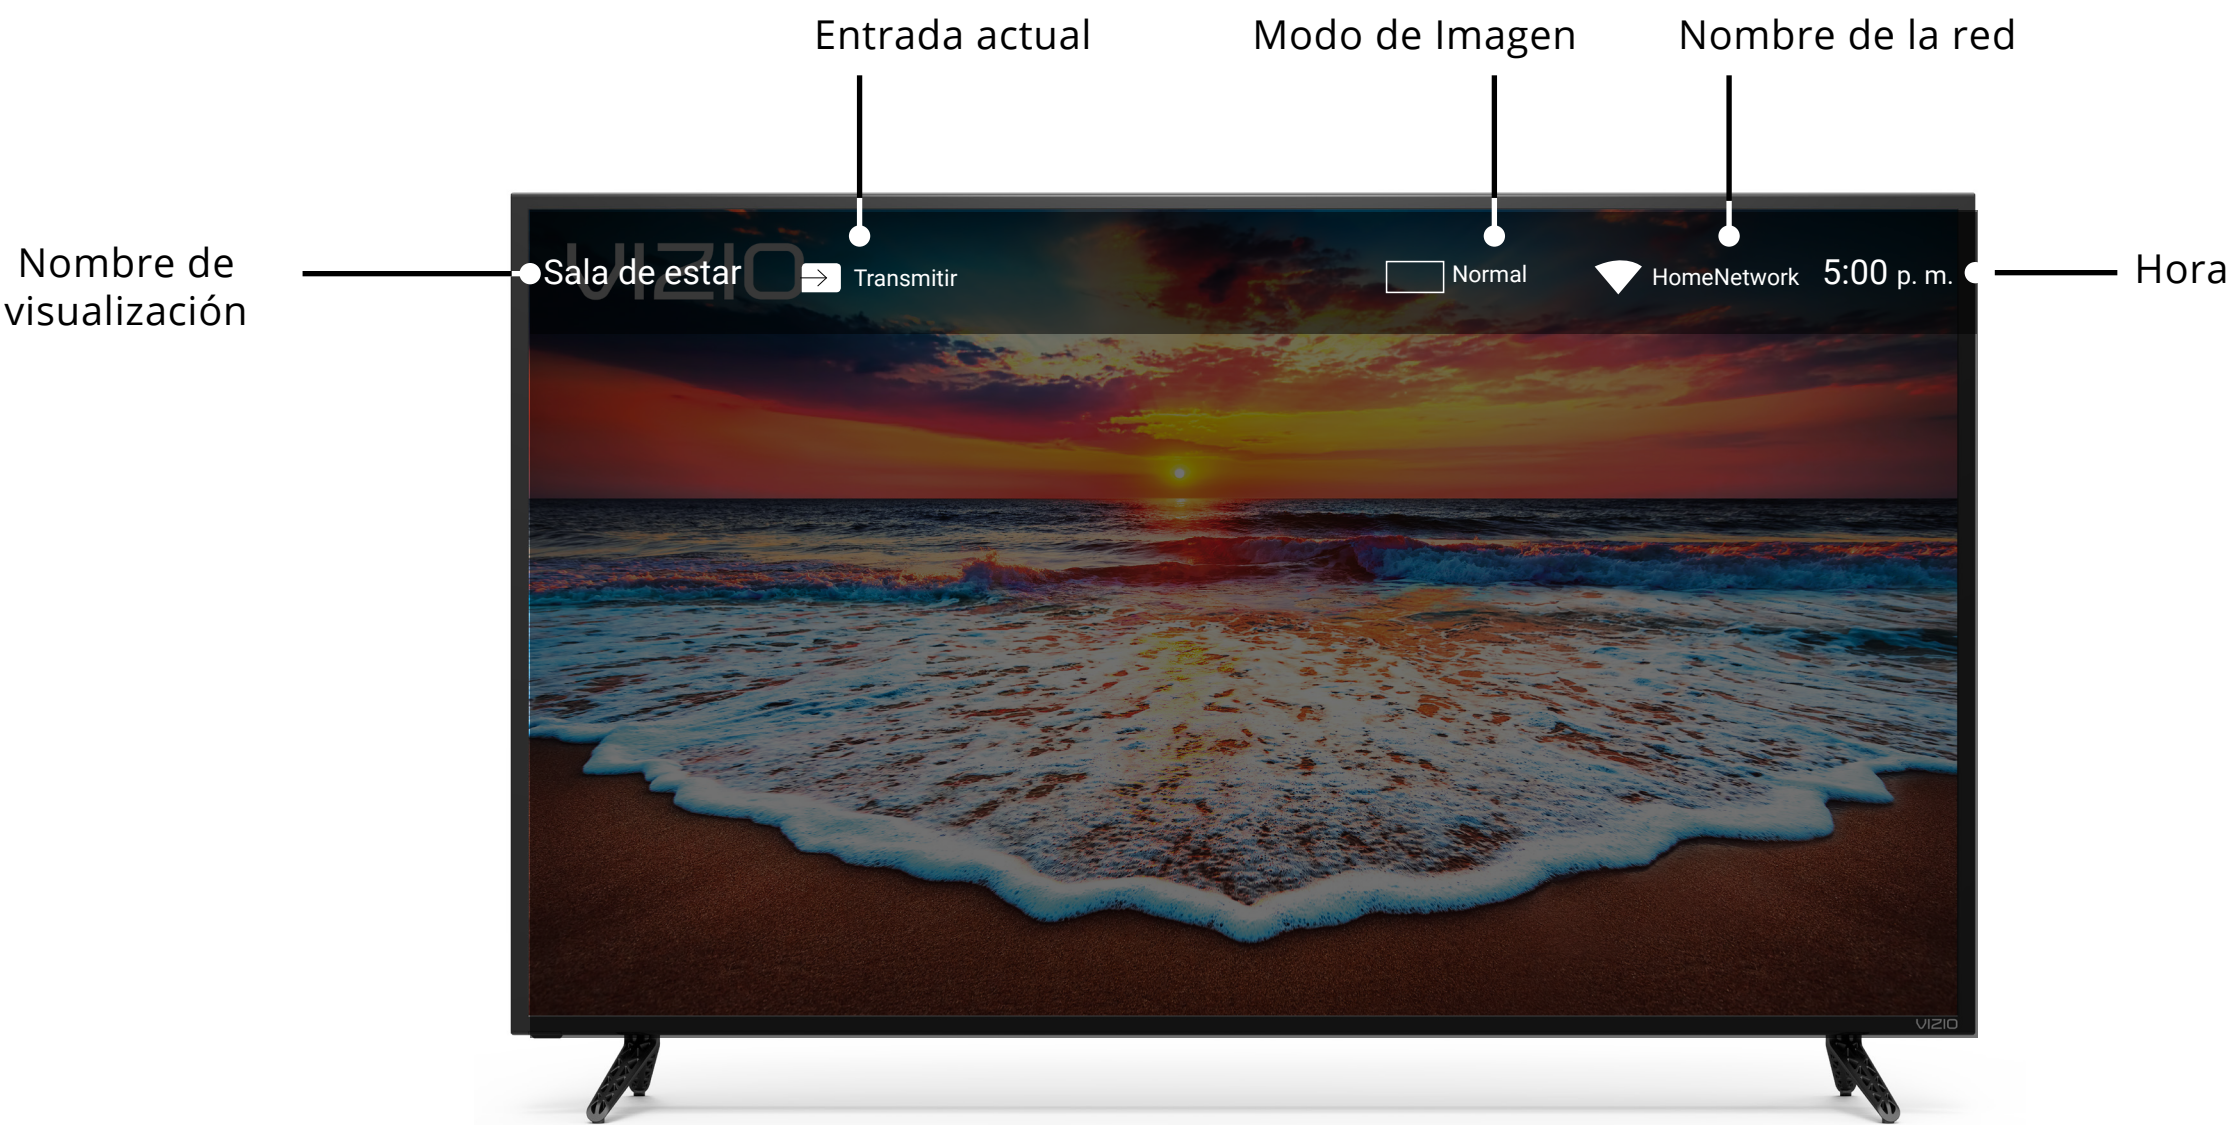 Entrada actual
Modo de Imagen
Nombre de la red
Nombre de
visualización
VIZIO
Sala de estar
Transmitir
Normal
HomeNetwork
5:00 p. m.
Hora
VIZIO